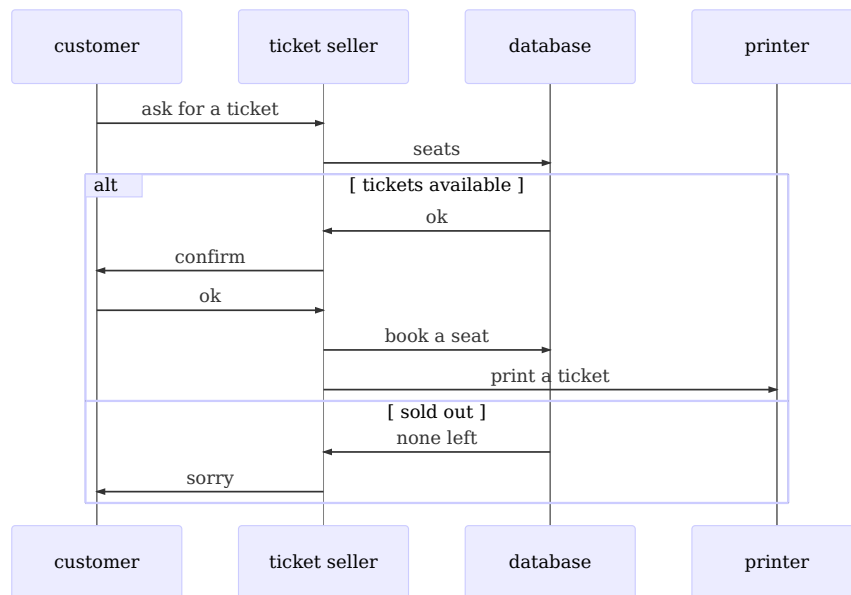 customer
ticket seller
database
printer
ask for a ticket
seats
alt
[ tickets available ]
ok
confirm
ok
book a seat
print a ticket
[ sold out ]
none left
sorry
customer
ticket seller
database
printer